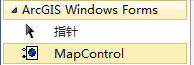 ArcGIS Windows Forms
指针
MapControl